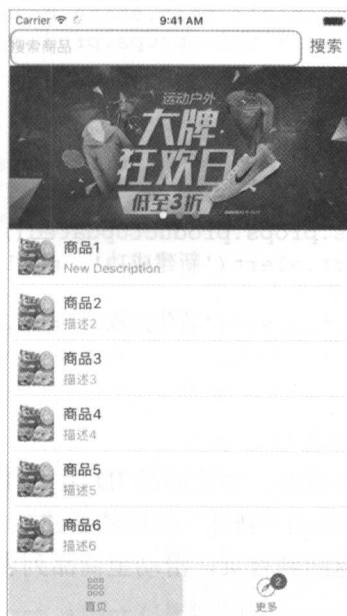 Carrier 9:41 AM
搜索商品 搜索
运动户外
大牌
狂欢日
低至3折
商品1
New Description
商品2
描述2
商品3
描述3
商品4
描述4
商品5
描述5
商品6
描述6
2
首页 更多